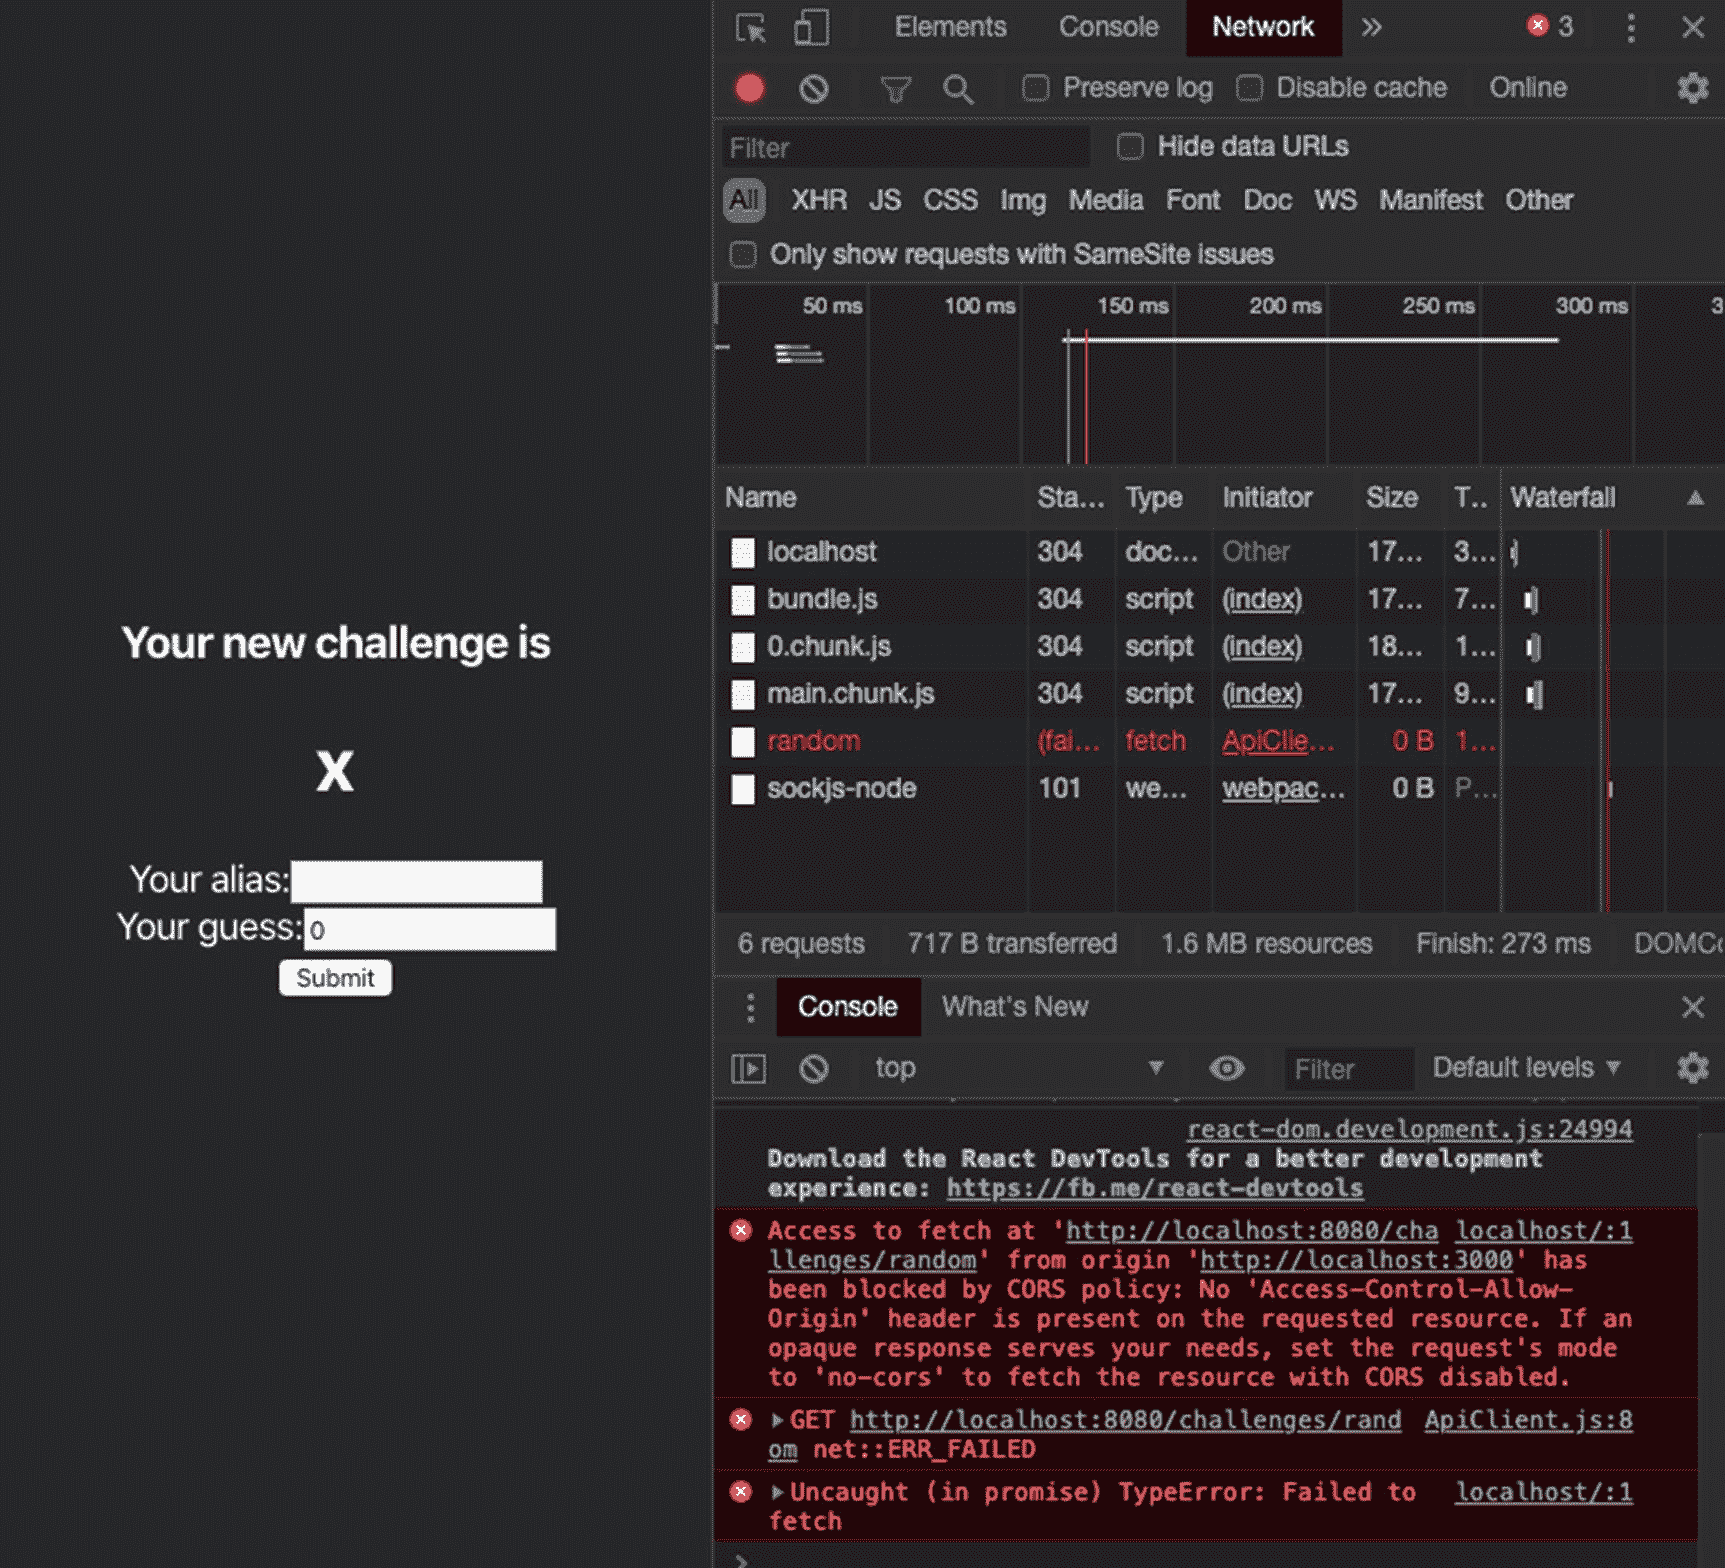 Your new challenge is
x
Your alias:
Your guess: 0
Submit
Elements Console Network » 3
Preserve log Disable cache Online
Filter Hide data URLs
All XHR JS CSS Img Media Font Doc WS Manifest Other
Only show requests with SameSite issues
50 ms 100 ms 150 ms 200 ms 250 ms 300 ms 3
Name Sta... Type Initiator Size T.. Waterfall
localhost 304 doc... Other 17... 3...
bundle.js 304 script (index) 17... 7...
0.chunk.js 304 script (index) 18... 1...
main.chunk.js 304 script (index) 17... 9...
random (fai... fetch ApiClie... 0 B 1...
sockjs-node 101 we... webpac... 0 B P...
6 requests 717 B transferred 1.6 MB resources Finish: 273 ms DOMCo
Console What's New
top Filter Default levels
react-dom.development.js:24994
Download the React DevTools for a better development
experience: https://fb.me/react-devtools
Access to fetch at 'http://localhost:8080/cha localhost/:1
llenges/random' from origin 'http://localhost:3000' has
been blocked by CORS policy: No 'Access-Control-Allow-
Origin' header is present on the requested resource. If an
opaque response serves your needs, set the request's mode
to 'no-cors' to fetch the resource with CORS disabled.
GET http://localhost:8080/challenges/rand ApiClient.js:8
om net::ERR_FAILED
Uncaught (in promise) TypeError: Failed to localhost/:1
fetch